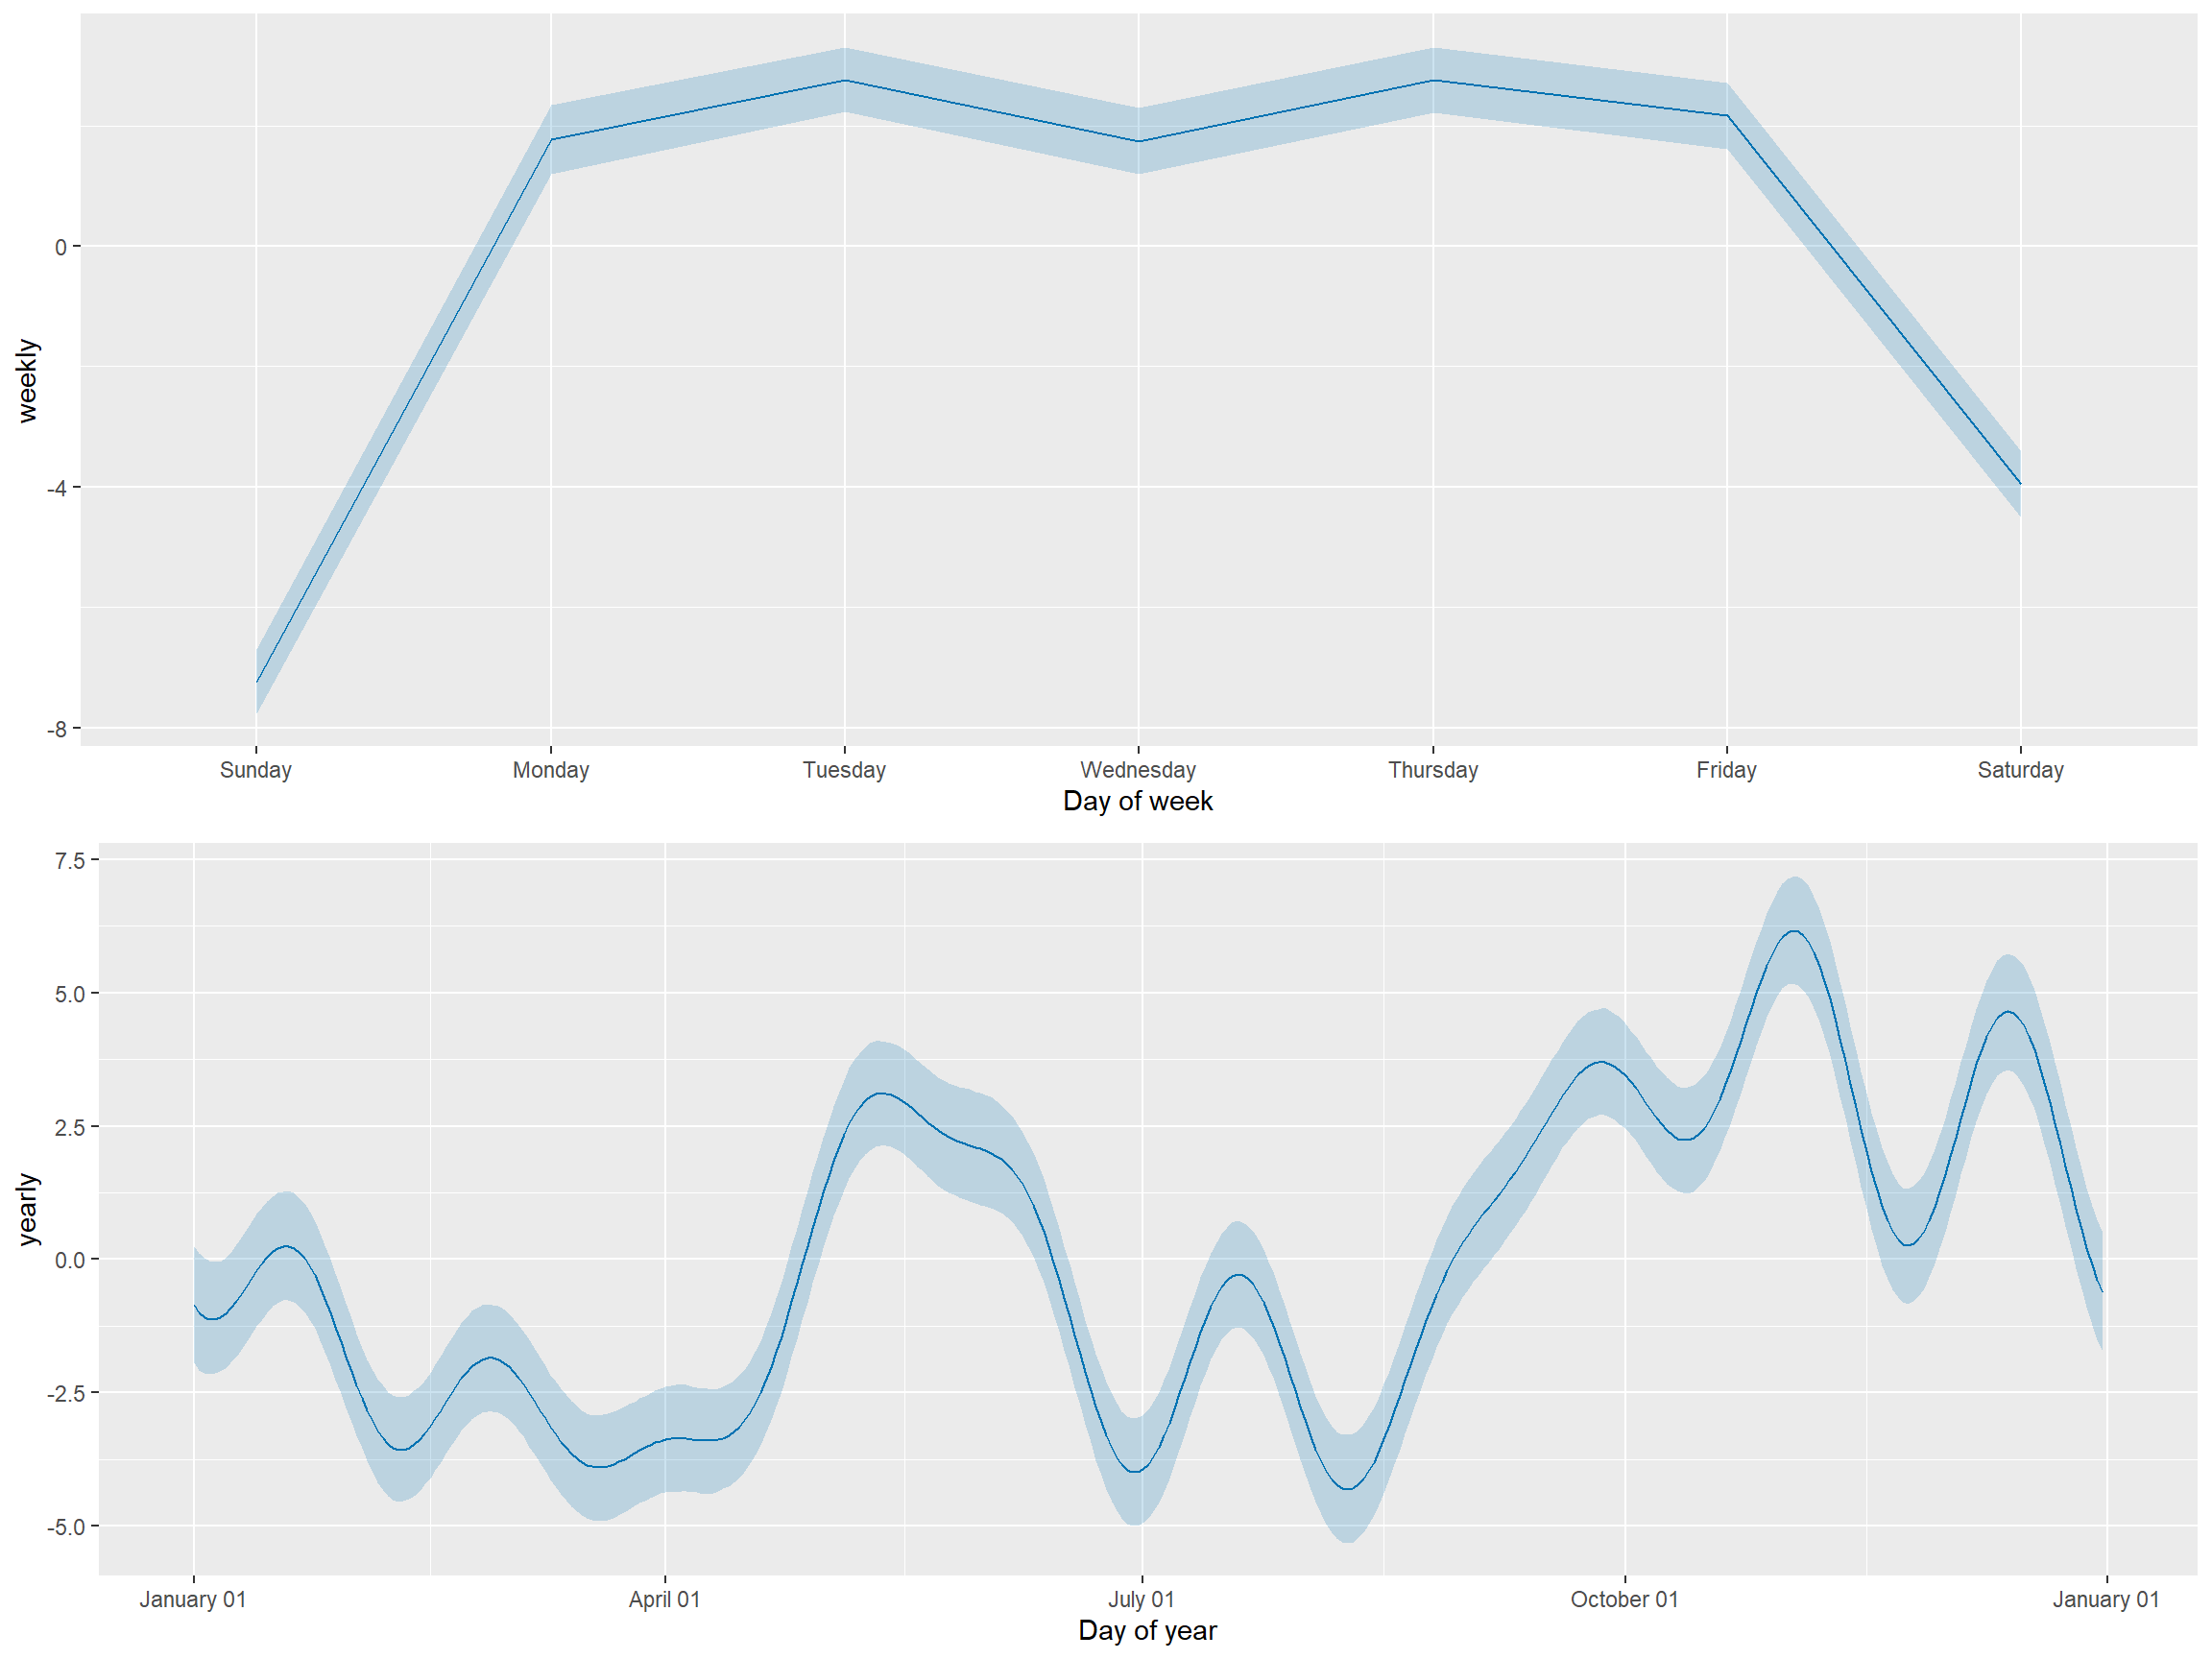 0
-4
-8
weekly
Sunday Monday Tuesday Wednesday Thursday Friday Saturday
Day of week
7.5
5.0
2.5
0.0
-2.5
-5.0
yearly
January 01 April 01 July 01 October 01 January 01
Day of year